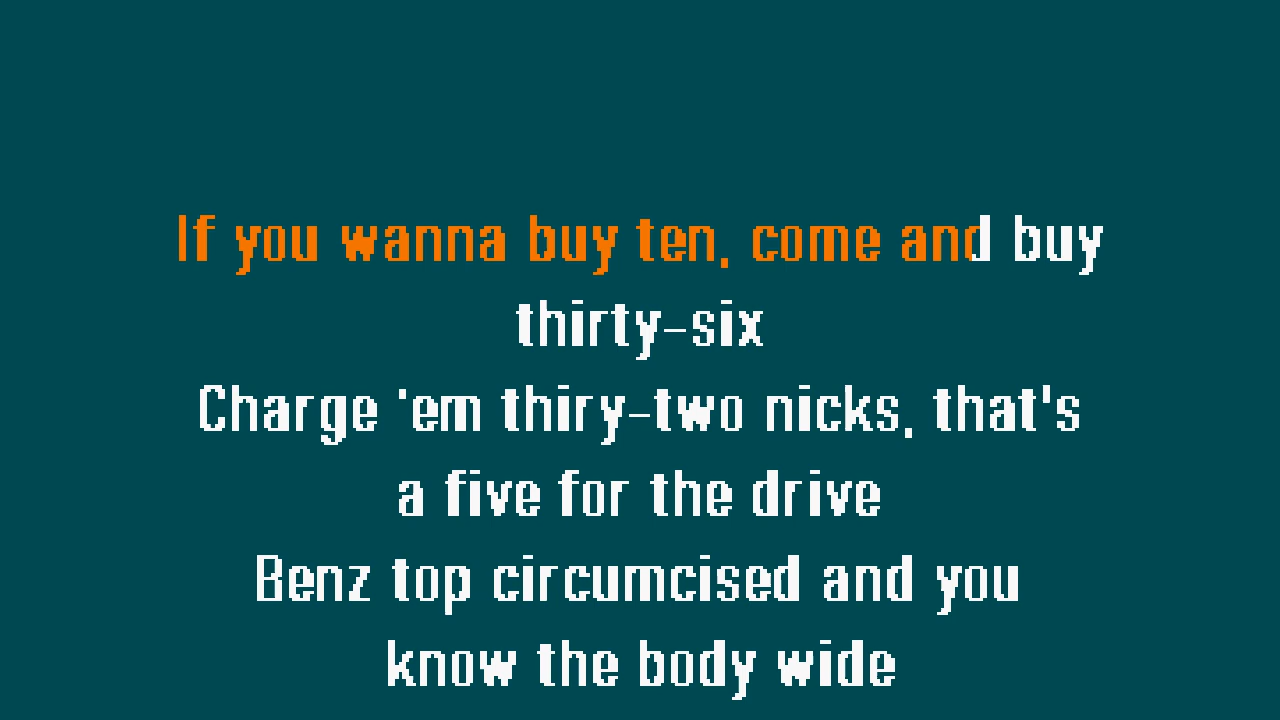 If you wanna buy ten, come and buy
thirty-six
Charge 'em thiry-two nicks, that's
a five for the drive
Benz top circumcised and you
know the body wide